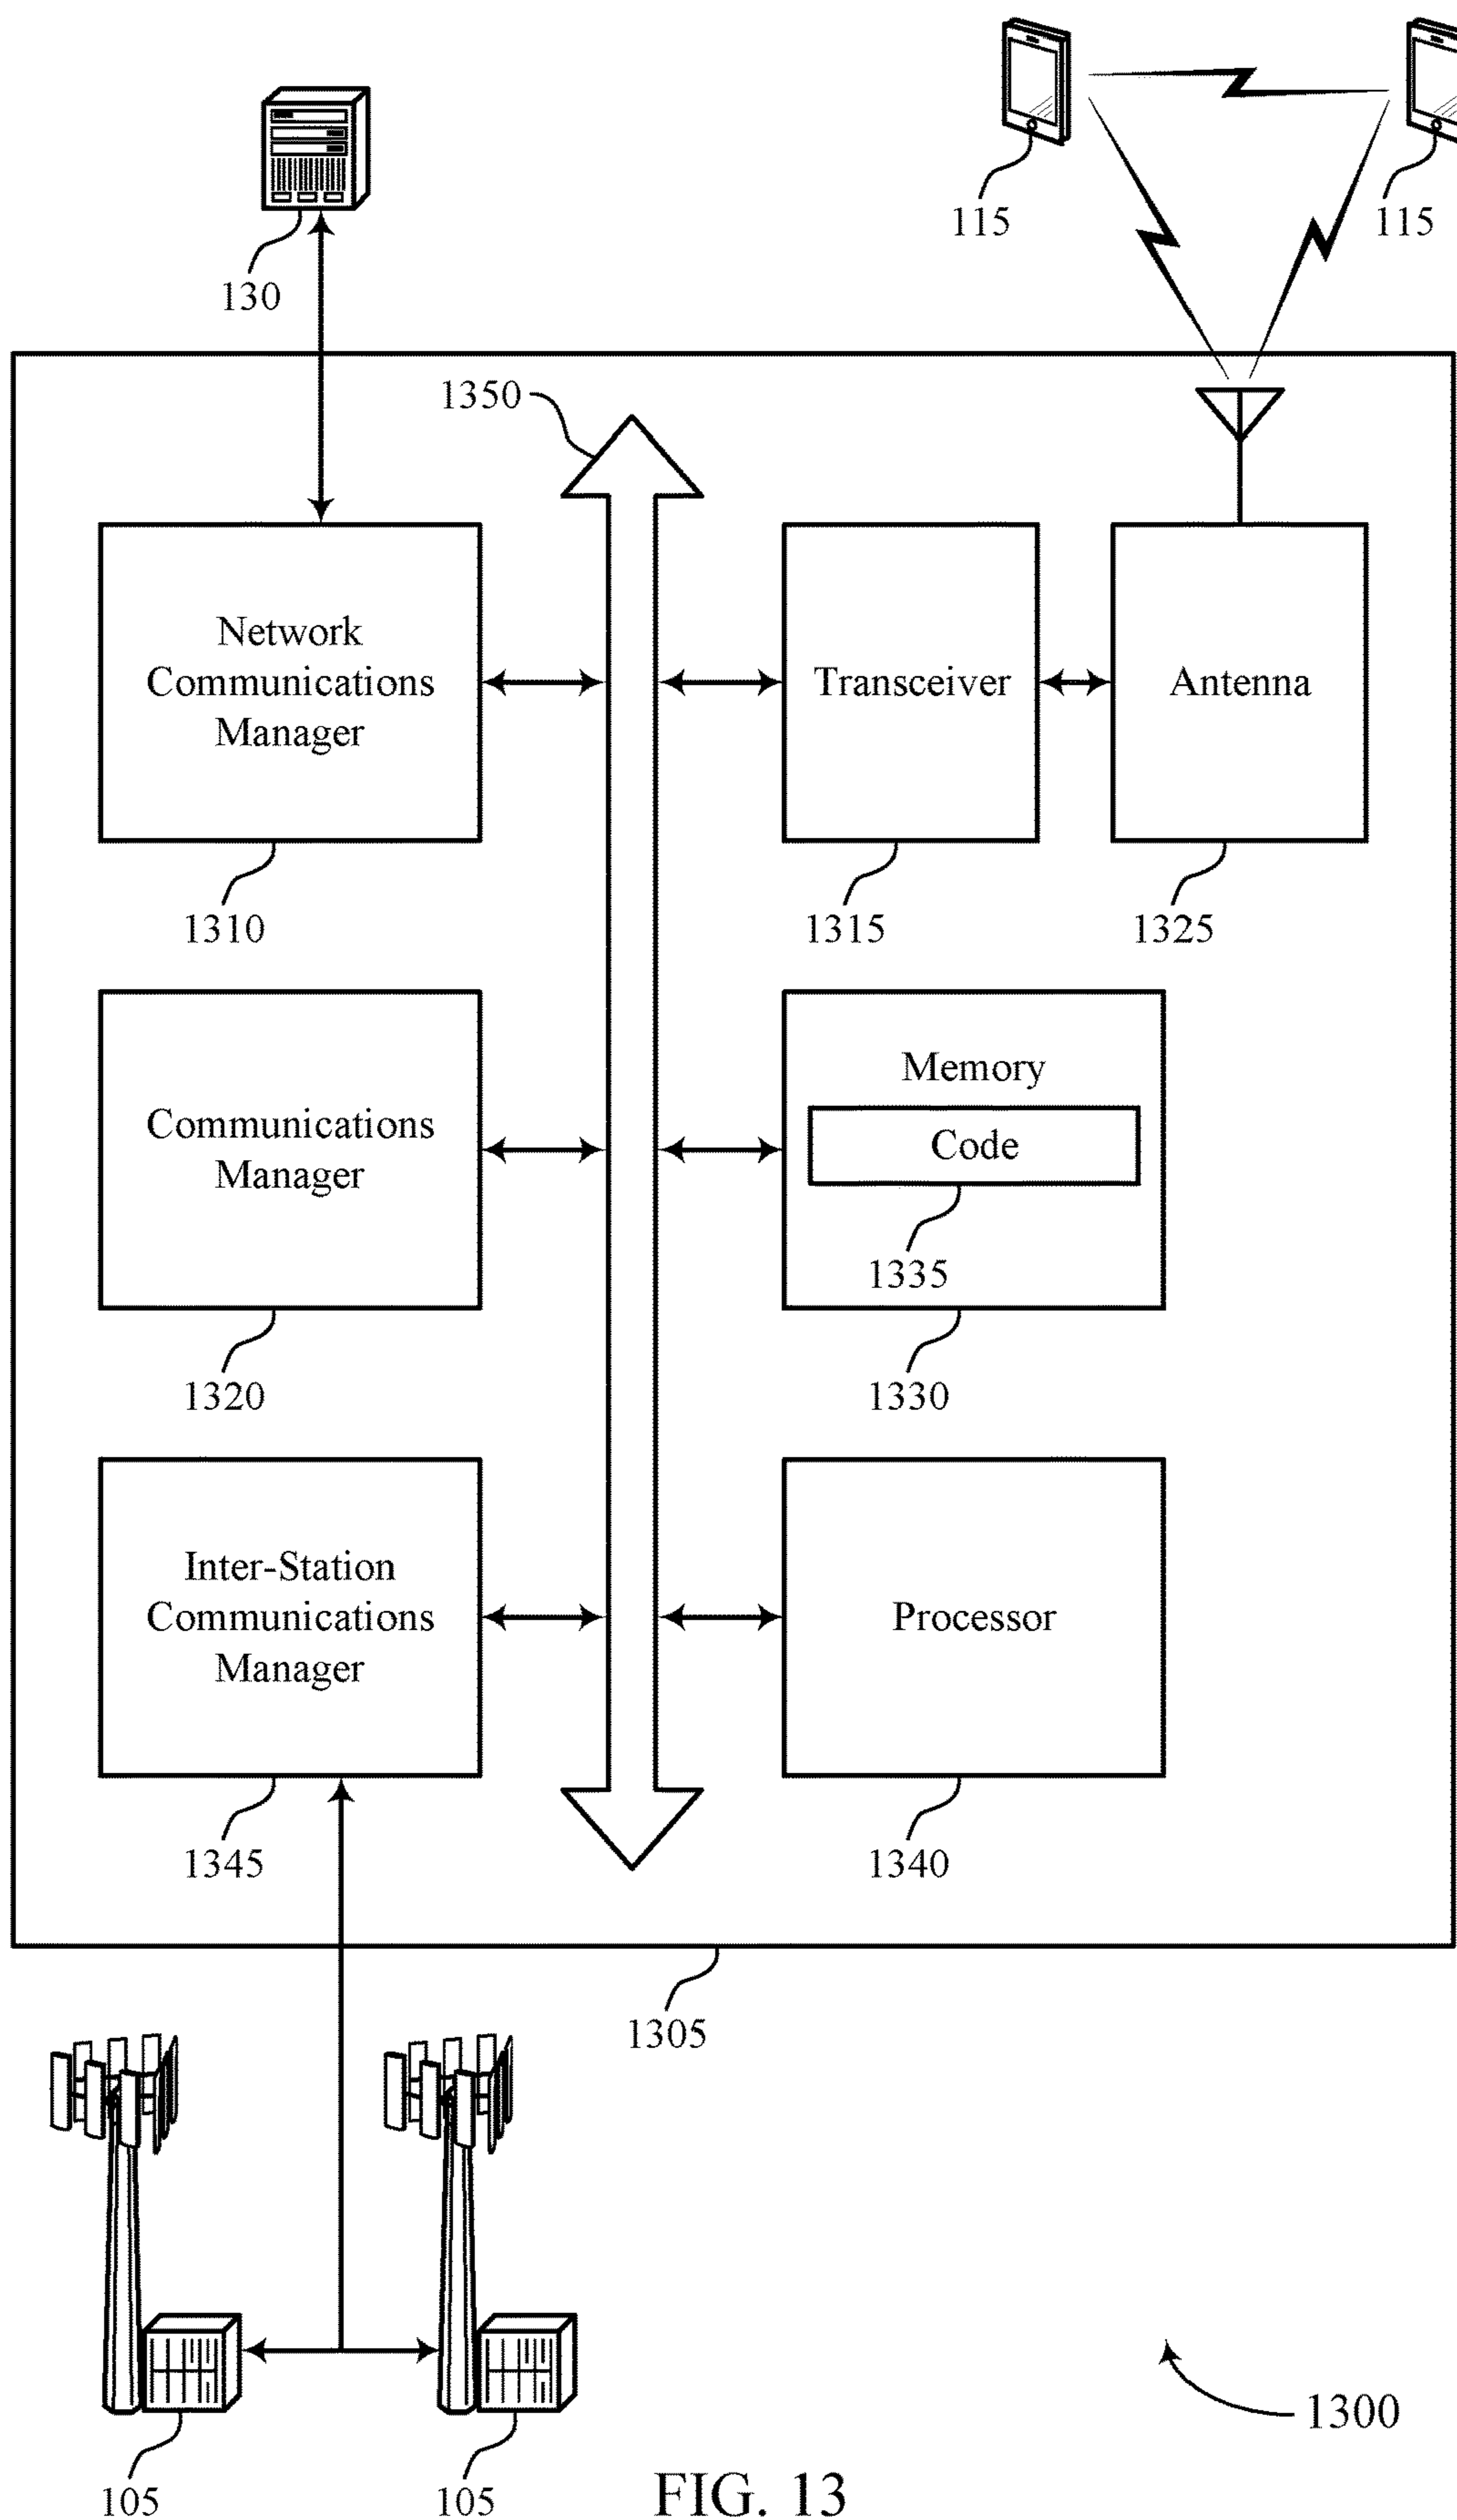 115
115
130
1350
Network
Communications
Manager
Transceiver
Antenna
1310
1315
1325
Communications
Manager
Memory
Code
1335
1320
1330
Inter-Station
Communications
Manager
Processor
1345
1340
1305
1300
105
105
FIG. 13